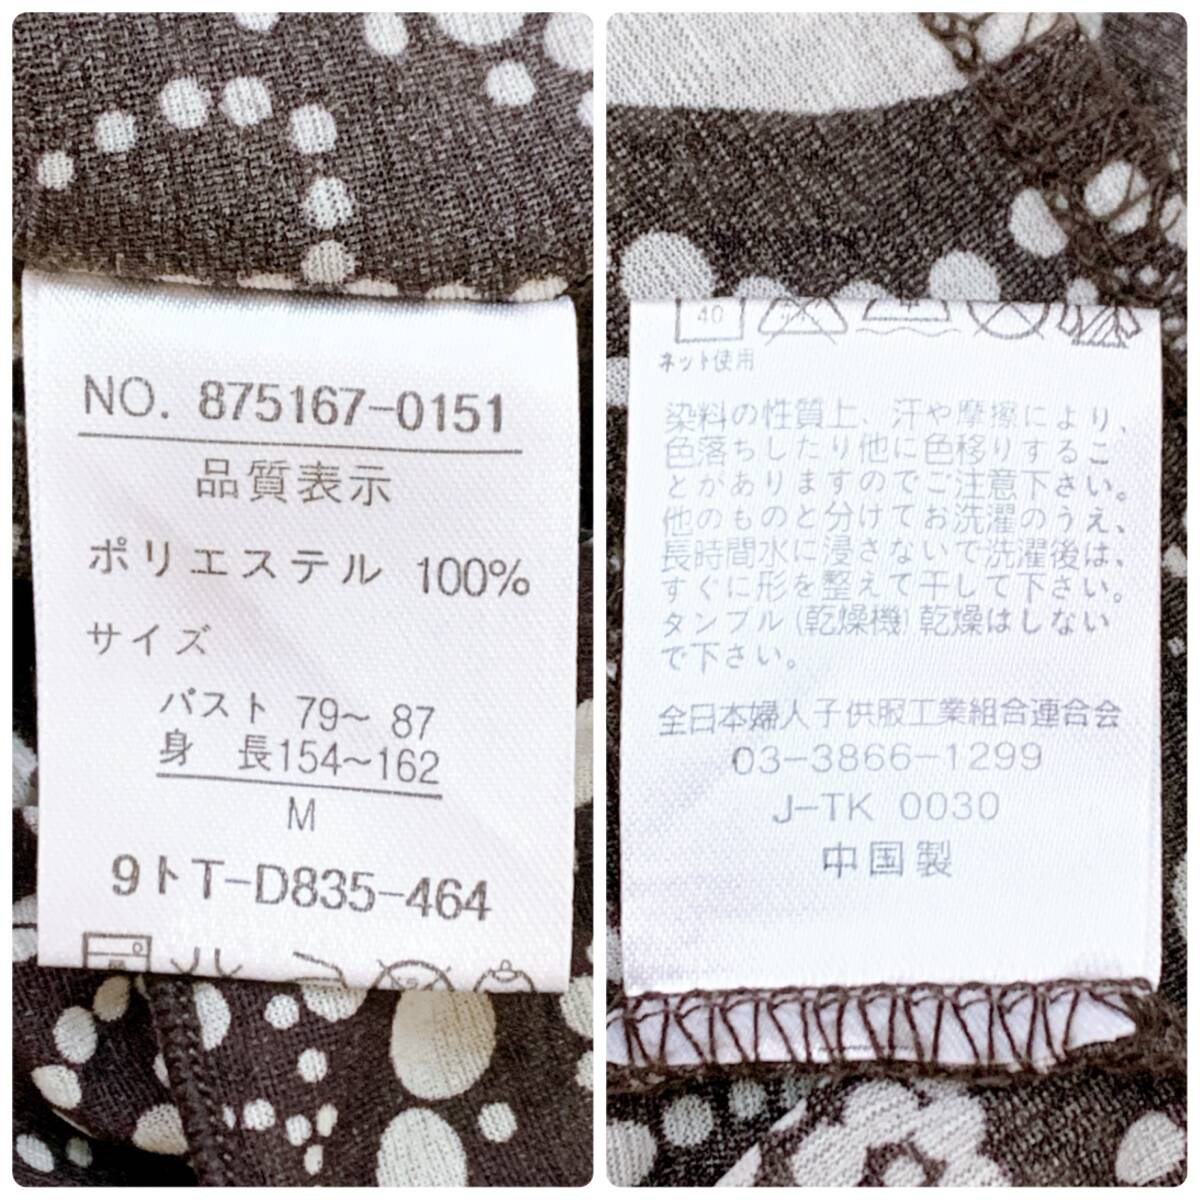 NO. 875167-0151
品質表示
ポリエステル 100%
サイズ
バスト 79～ 87
身　長154～162
M
9トT-D835-464
40
ネット使用
染料の性質上、汗や摩擦により、
色落ちしたり他に色移りするこ
とがありますのでご注意下さい。
他のものと分けてお洗濯のうえ、
長時間水に浸さないで洗濯後は、
すぐに形を整えて干して下さい。
タンブル(乾燥機)乾燥はしない
で下さい。
全日本婦人子供服工業組合連合会
03-3866-1299
J-TK 0030
中国製